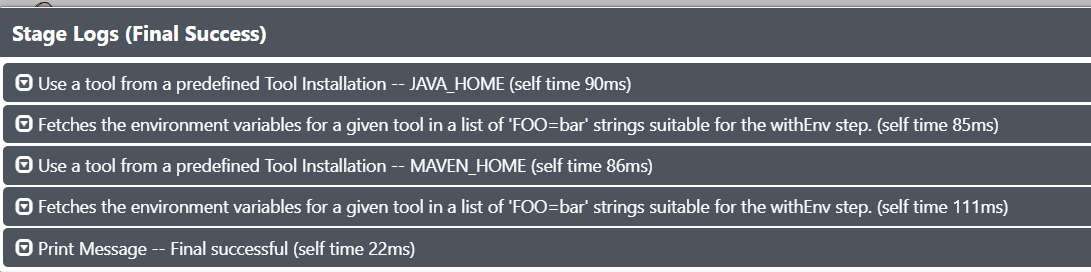 Stage Logs (Final Success)
Use a tool from a predefined Tool Installation -- JAVA_HOME (self time 90ms)
Fetches the environment variables for a given tool in a list of 'FOO=bar' strings suitable for the withEnv step. (self time 85ms)
Use a tool from a predefined Tool Installation -- MAVEN_HOME (self time 86ms)
Fetches the environment variables for a given tool in a list of 'FOO=bar' strings suitable for the withEnv step. (self time 111ms)
Print Message -- Final successful (self time 22ms)